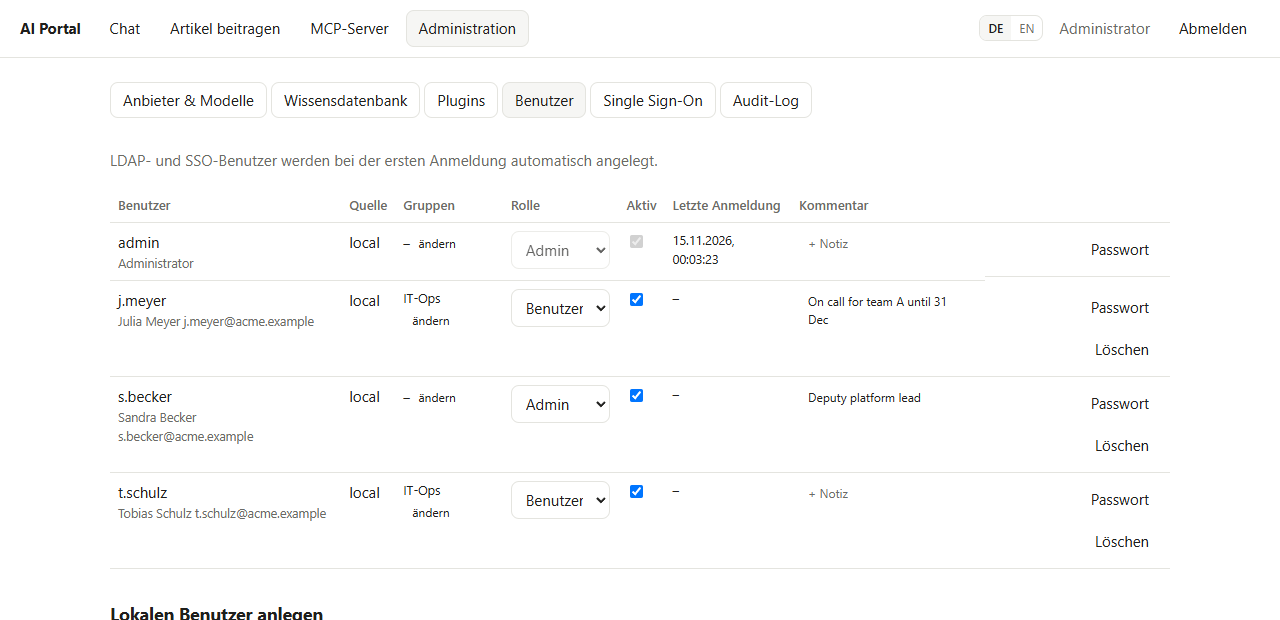 AI Portal Chat Artikel beitragen MCP-Server Administration DE EN Administrator Abmelden
Anbieter & Modelle Wissensdatenbank Plugins Benutzer Single Sign-On Audit-Log
LDAP- und SSO-Benutzer werden bei der ersten Anmeldung automatisch angelegt.
Benutzer Quelle Gruppen Rolle Aktiv Letzte Anmeldung Kommentar
admin local – ändern Admin 15.11.2026, + Notiz Passwort
Administrator 00:03:23
j.meyer local IT-Ops Benutzer – On call for team A until 31 Passwort
Julia Meyer j.meyer@acme.example ändern Dec
Löschen
s.becker local – ändern Admin – Deputy platform lead Passwort
Sandra Becker
s.becker@acme.example Löschen
t.schulz local IT-Ops Benutzer – + Notiz Passwort
Tobias Schulz t.schulz@acme.example ändern
Löschen
Lokalen Benutzer anlegen